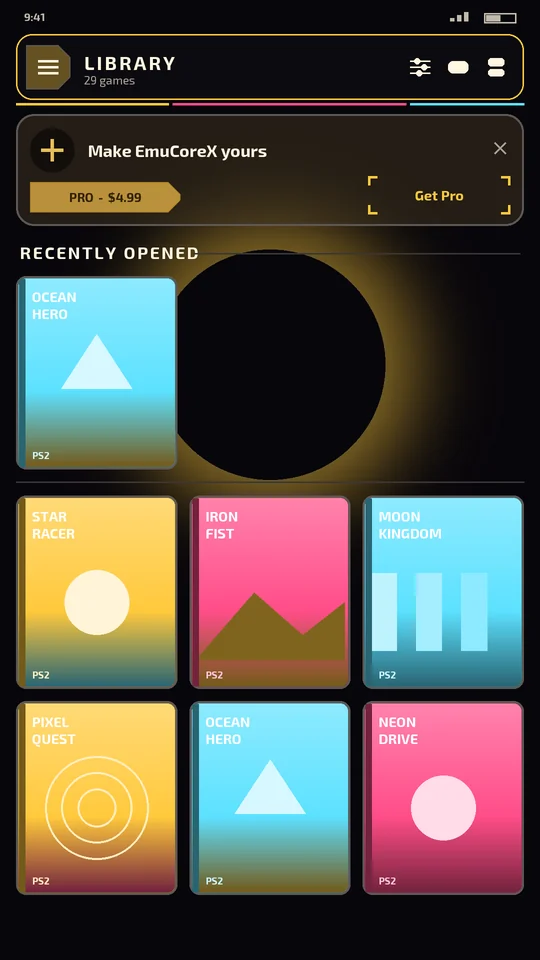 9:41
LIBRARY
29 games
Make EmuCoreX yours
PRO - $4.99
Get Pro
RECENTLY OPENED
OCEAN
HERO
PS2
STAR
RACER
PS2
IRON
FIST
PS2
MOON
KINGDOM
PS2
PIXEL
QUEST
PS2
OCEAN
HERO
PS2
NEON
DRIVE
PS2